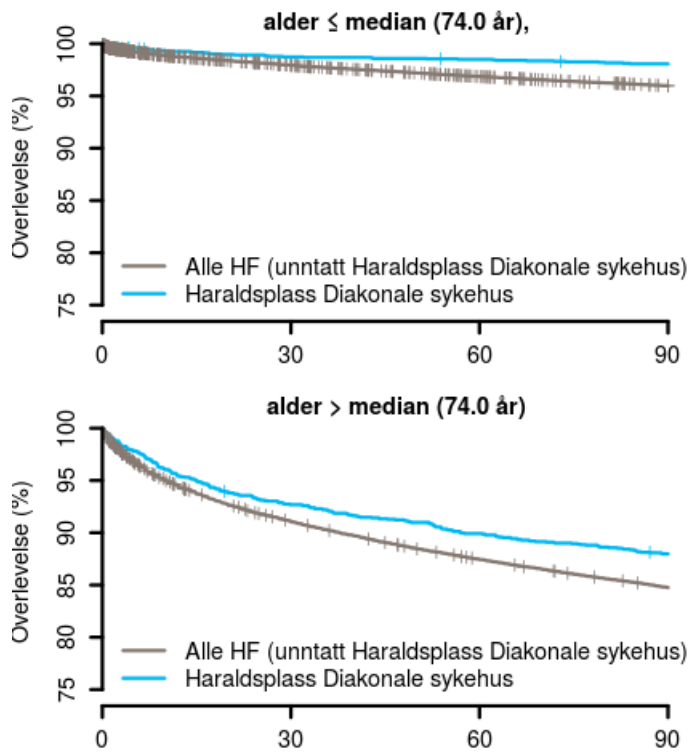 alder ≤ median (74.0 år),
Overlevelse (%)
100
95
90
85
80
75
Alle HF (unntatt Haraldsplass Diakonale sykehus)
Haraldsplass Diakonale sykehus
0 30 60 90
alder > median (74.0 år)
Overlevelse (%)
100
95
90
85
80
75
Alle HF (unntatt Haraldsplass Diakonale sykehus)
Haraldsplass Diakonale sykehus
0 30 60 90